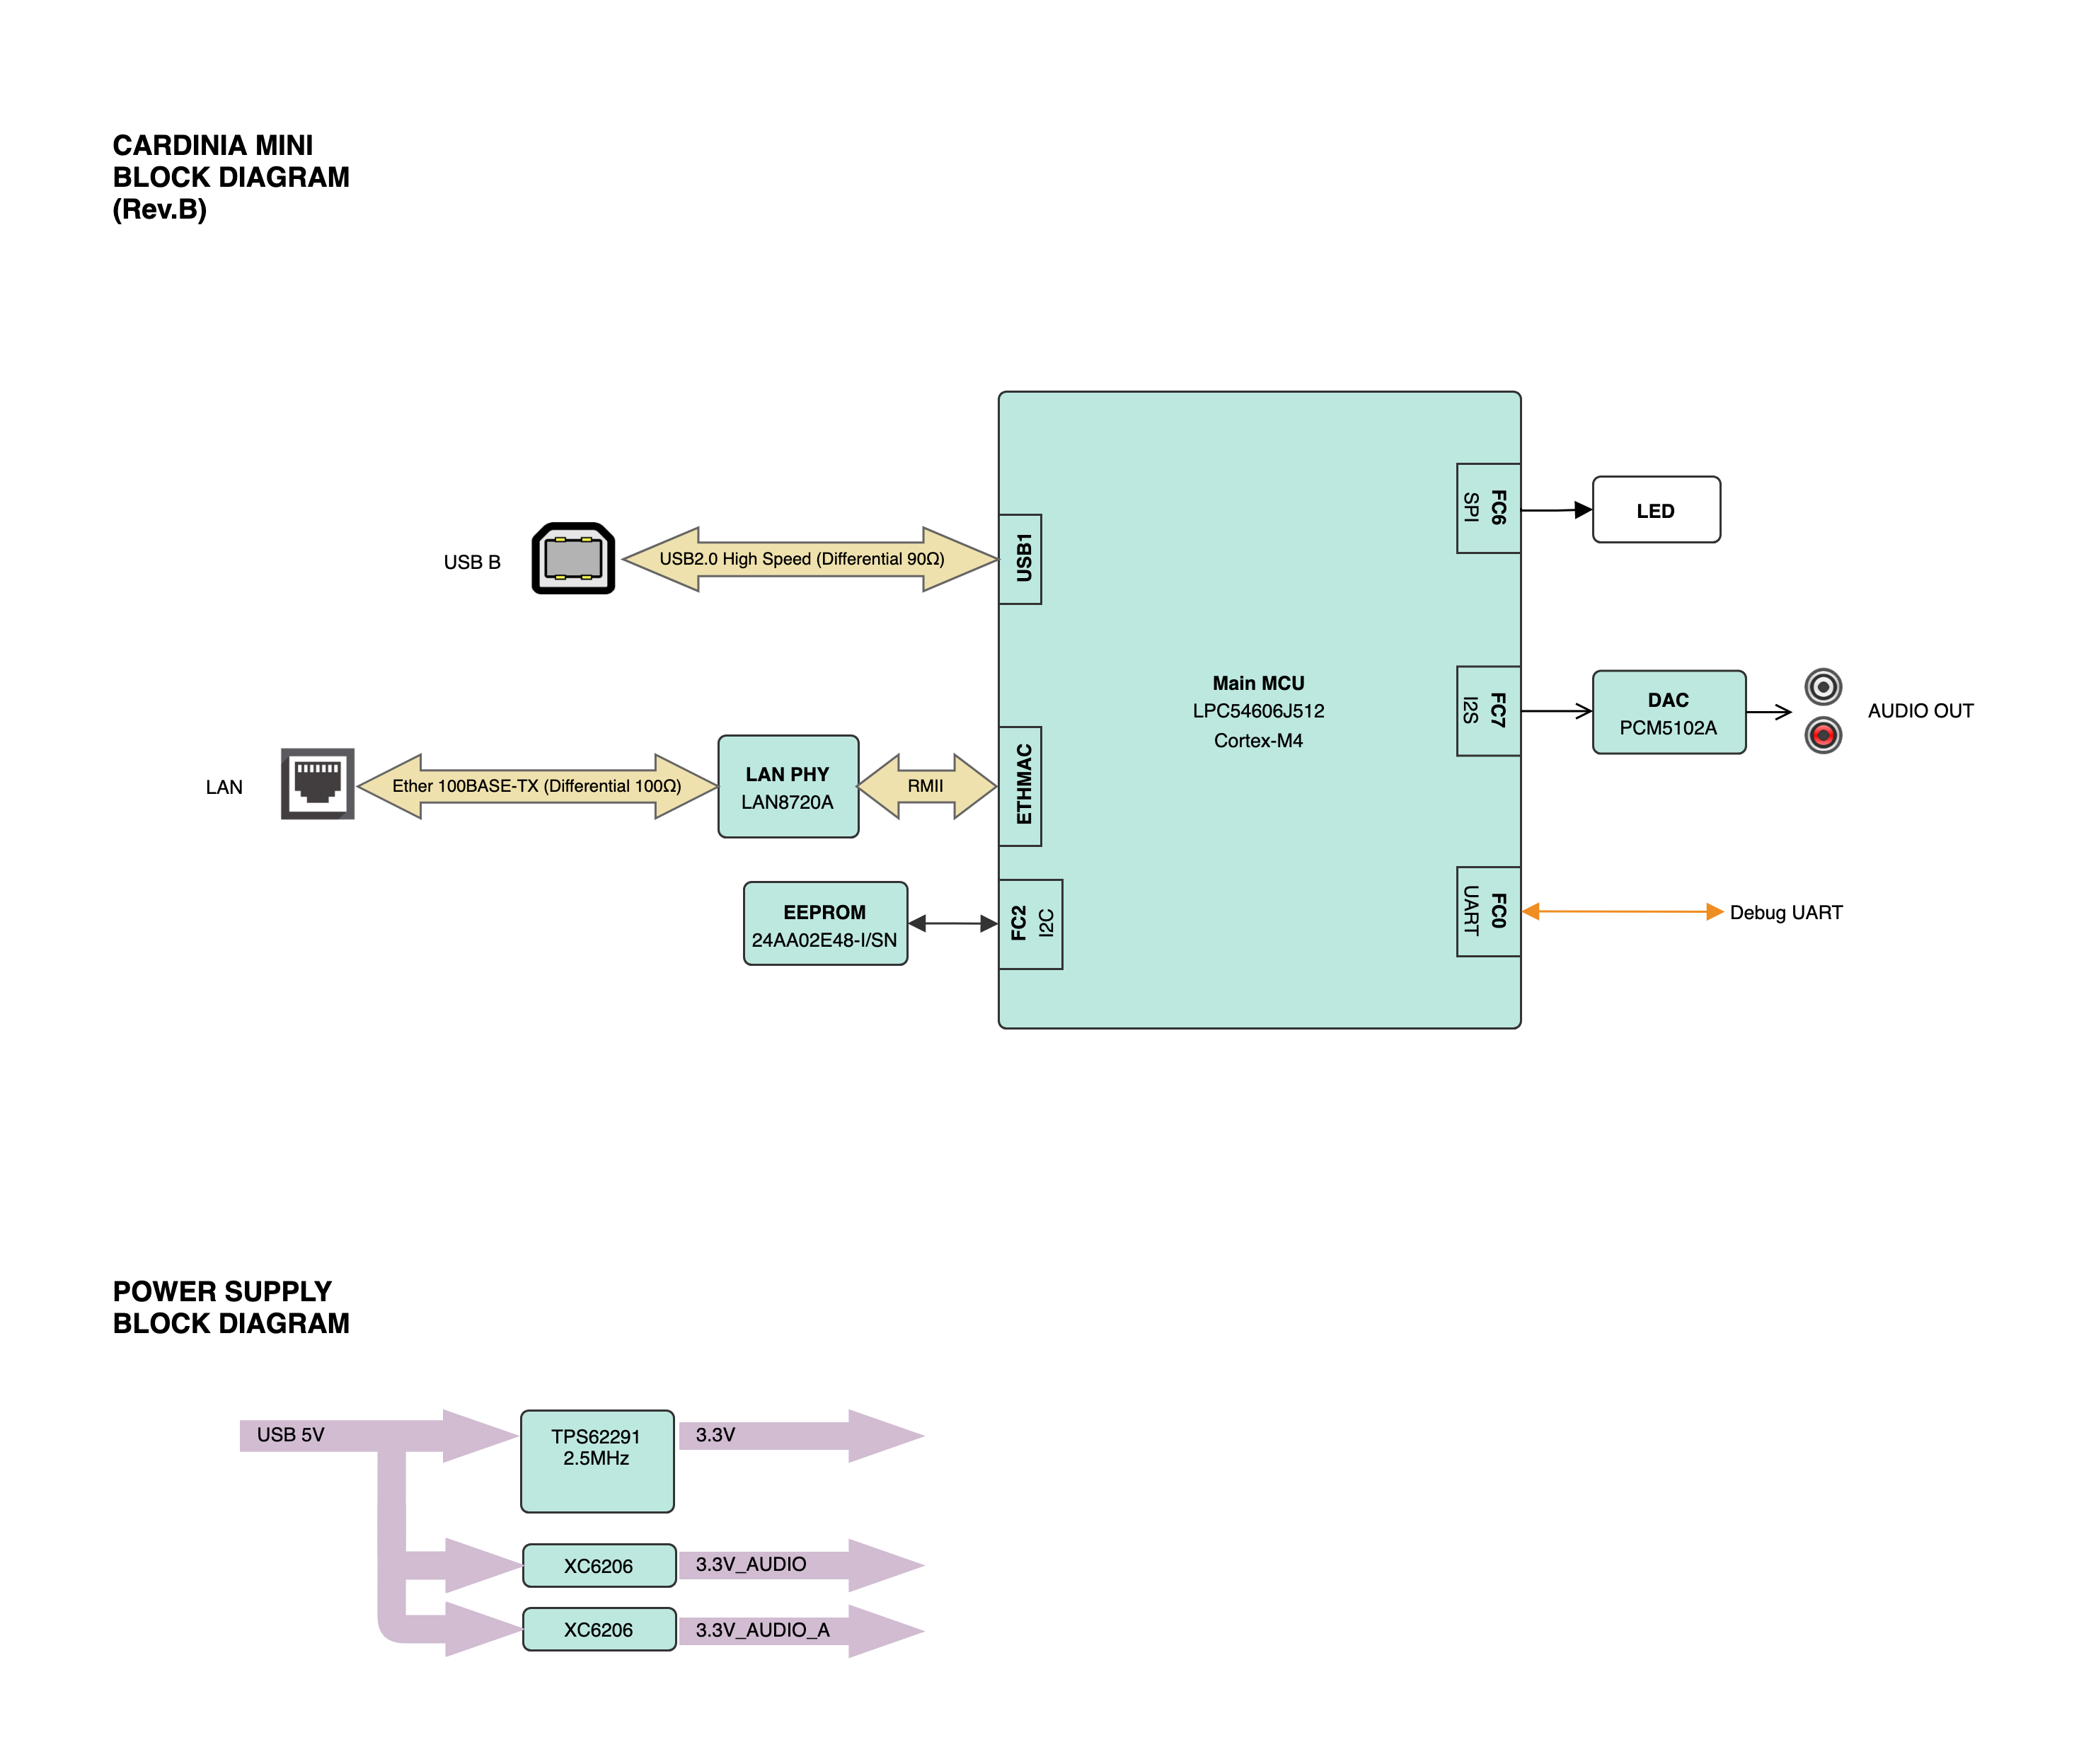 CARDINIA MINI
BLOCK DIAGRAM
(Rev.B)
USB B
USB2.0 High Speed (Differential 90Ω)
USB1
LAN
Ether 100BASE-TX (Differential 100Ω)
LAN PHY
LAN8720A
RMII
ETHMAC
EEPROM
24AA02E48-I/SN
FC2
I2C
Main MCU
LPC54606J512
Cortex-M4
FC6
SPI
LED
FC7
I2S
DAC
PCM5102A
AUDIO OUT
FC0
UART
Debug UART
POWER SUPPLY
BLOCK DIAGRAM
USB 5V
TPS62291
2.5MHz
3.3V
XC6206
3.3V_AUDIO
XC6206
3.3V_AUDIO_A